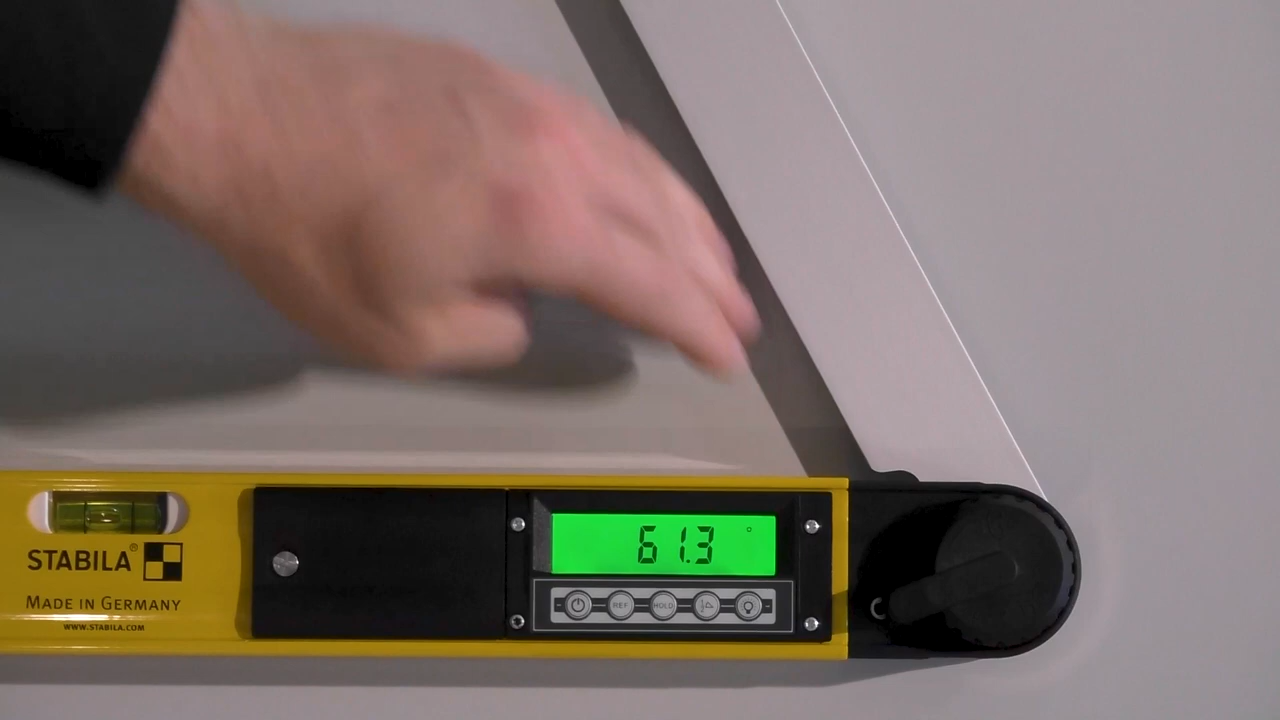 STABILA®
MADE IN GERMANY
WWW.STABILA.COM
61.3 °
REF HOLD